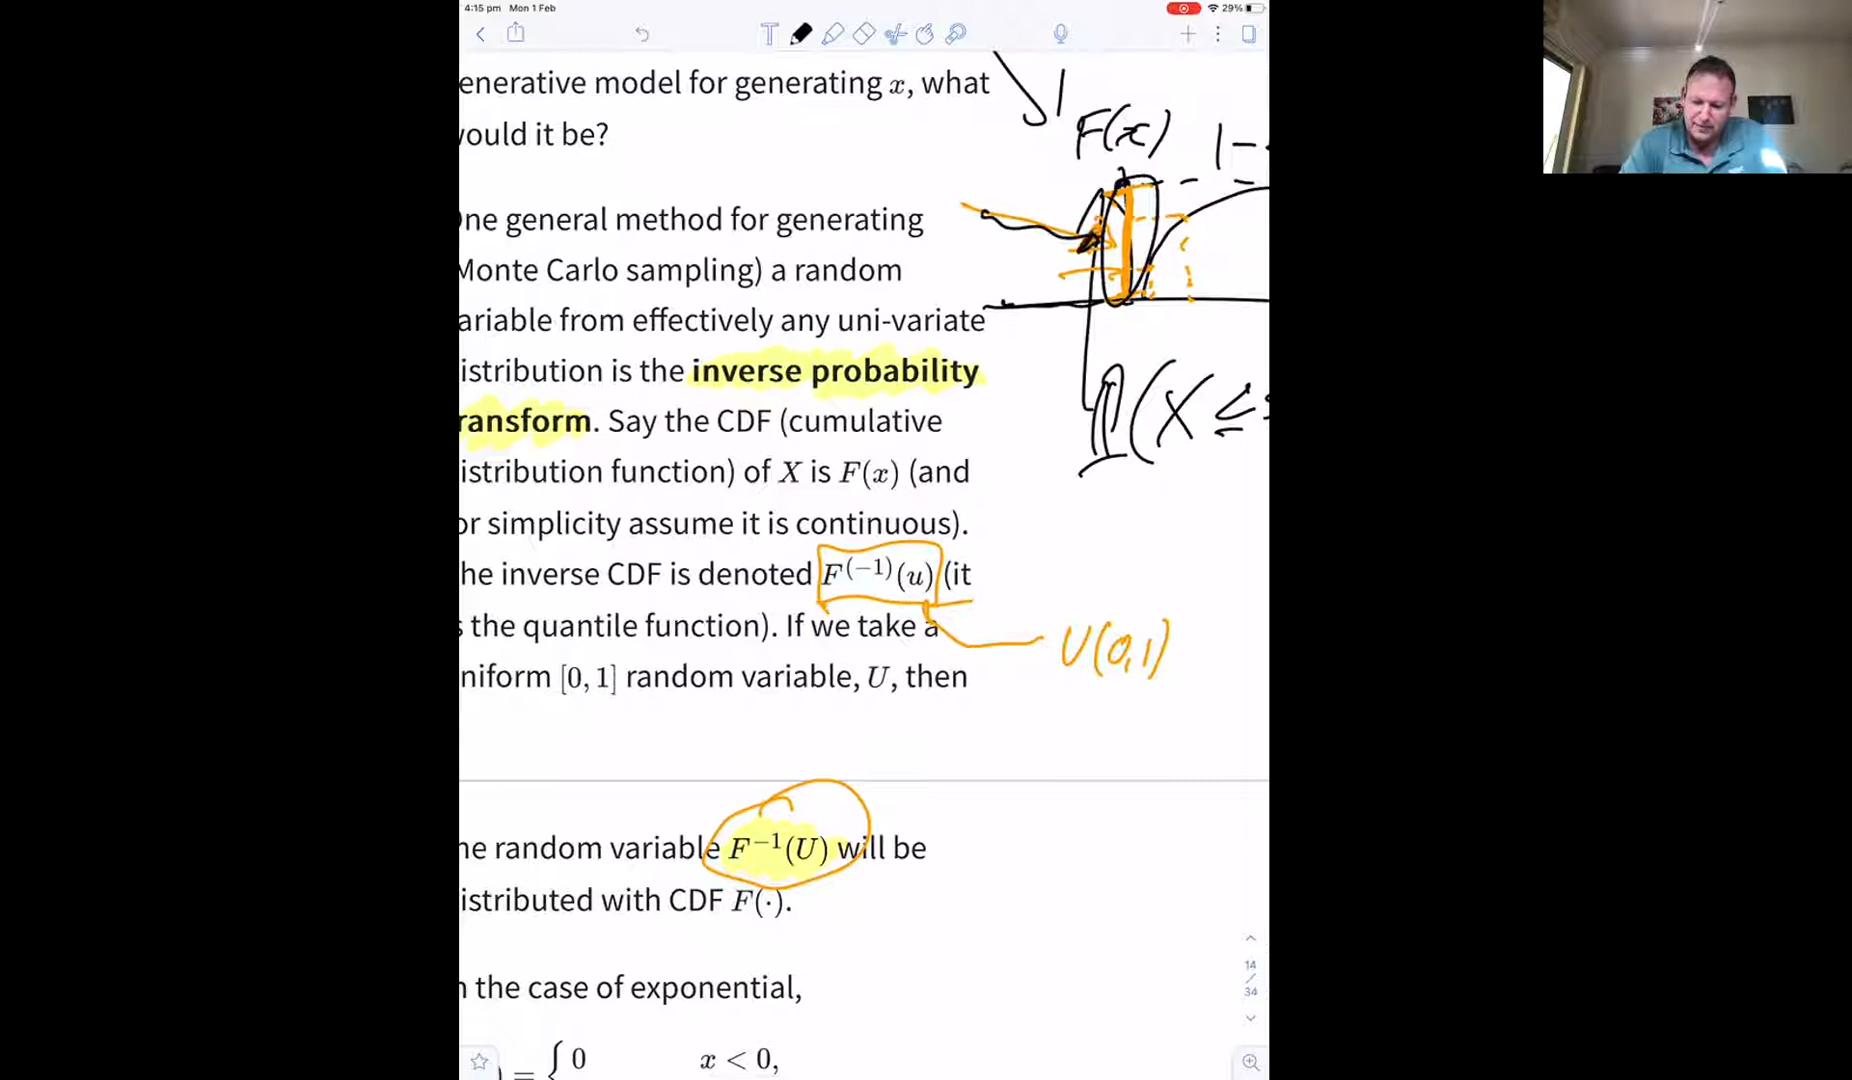 4:15 pm Mon 1 Feb
29%
T
enerative model for generating x, what
ould it be?
F(x)
1-
ne general method for generating
Monte Carlo sampling) a random
ariable from effectively any uni-variate
istribution is the inverse probability
ransform. Say the CDF (cumulative
P(X ≤
istribution function) of X is F(x) (and
or simplicity assume it is continuous).
he inverse CDF is denoted F^(−1)(u) (it
s the quantile function). If we take a
U(0,1)
niform [0, 1] random variable, U, then
he random variable F^−1(U) will be
istributed with CDF F(·).
n the case of exponential,
) = { 0 x < 0,
14
/
34